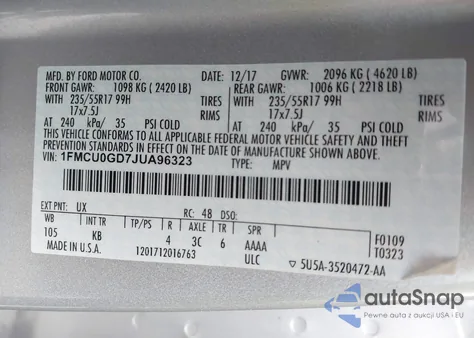 MFD. BY FORD MOTOR CO. DATE: 12/17 GVWR: 2096 KG (4620 LB)
FRONT GAWR: 1098 KG (2420 LB) REAR GAWR: 1006 KG (2218 LB)
WITH 235/55R17 99H TIRES WITH 235/55R17 99H TIRES
17x7.5J RIMS 17x7.5J RIMS
AT 240 kPa/ 35 PSI COLD AT 240 kPa/ 35 PSI COLD
THIS VEHICLE CONFORMS TO ALL APPLICABLE FEDERAL MOTOR VEHICLE SAFETY, BUMPER, AND THEFT
PREVENTION STANDARDS IN EFFECT ON THE DATE OF MANUFACTURE SHOWN ABOVE.
VIN: 1FMCU0GD7JUA96323 TYPE: MPV
EXT PNT: UX RC: 48 DSO:
WB INT TR TP/PS R AXLE TR SPR
105 KB 4 3C 6 AAAA F0109
ULC T0323
MADE IN U.S.A. 1201712016763 ▽ 5U5A-3520472-AA
autoSnap
Pewne auta z aukcji i dealerów